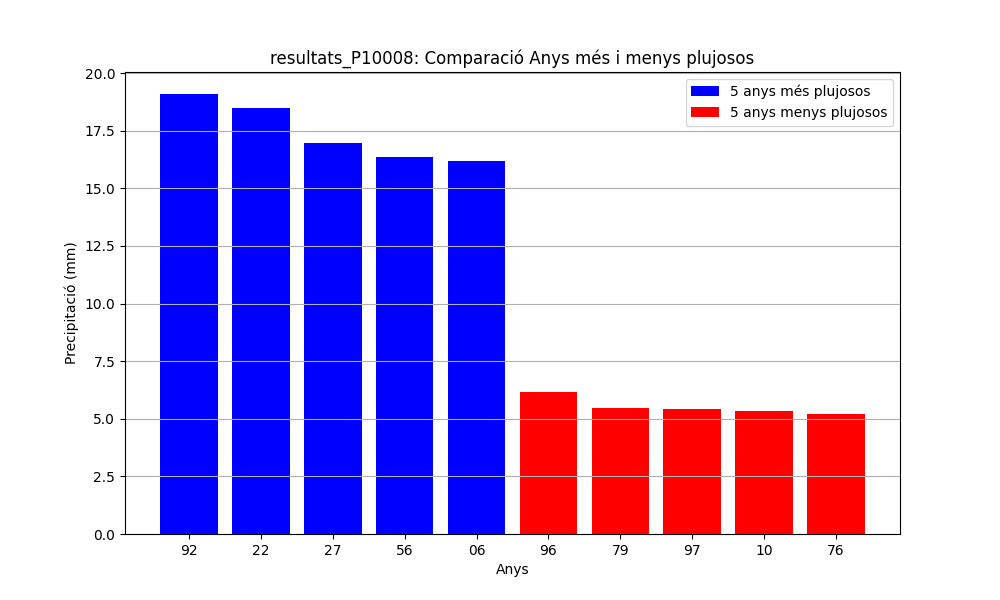 resultats_P10008: Comparació Anys més i menys plujosos
20.0
17.5
15.0
12.5
10.0
7.5
5.0
2.5
0.0
Precipitació (mm)
5 anys més plujosos
5 anys menys plujosos
92 22 27 56 06 96 79 97 10 76
Anys